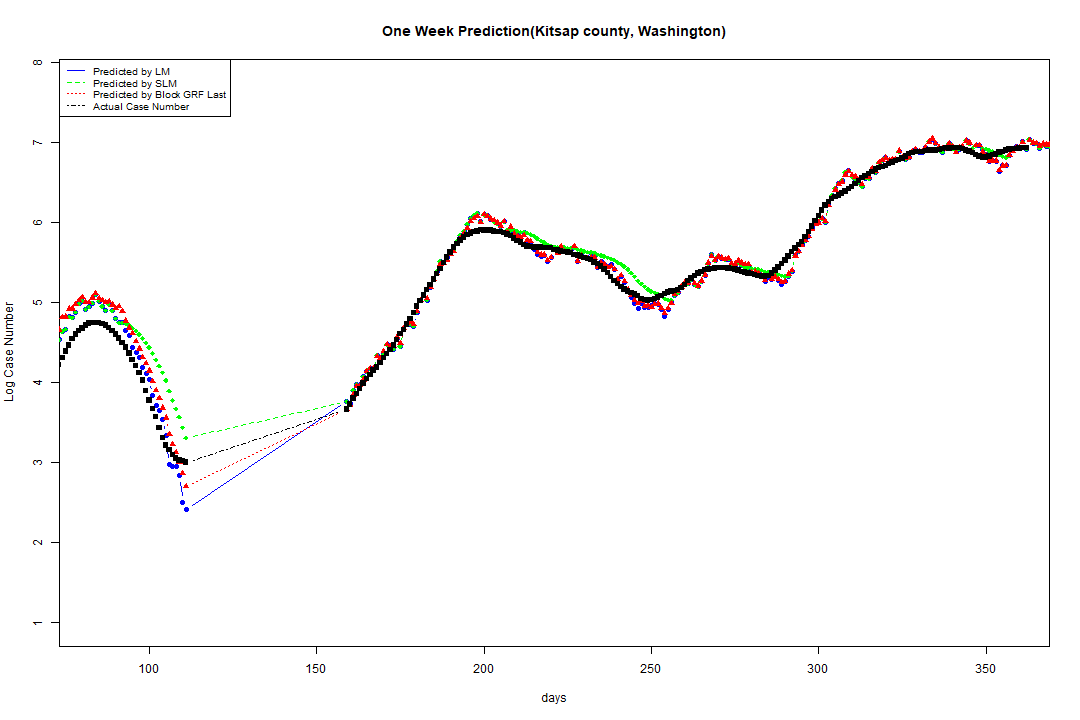 One Week Prediction(Kitsap county, Washington)
Predicted by LM
Predicted by SLM
Predicted by Block GRF Last
Actual Case Number
8
7
6
5
4
3
2
1
Log Case Number
100 150 200 250 300 350
days